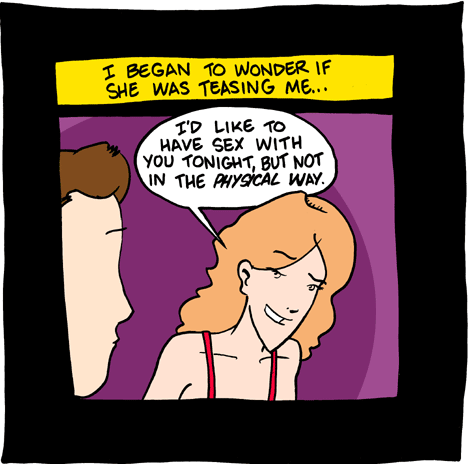 I BEGAN TO WONDER IF
SHE WAS TEASING ME...
I'D LIKE TO
HAVE SEX WITH
YOU TONIGHT, BUT NOT
IN THE PHYSICAL WAY.